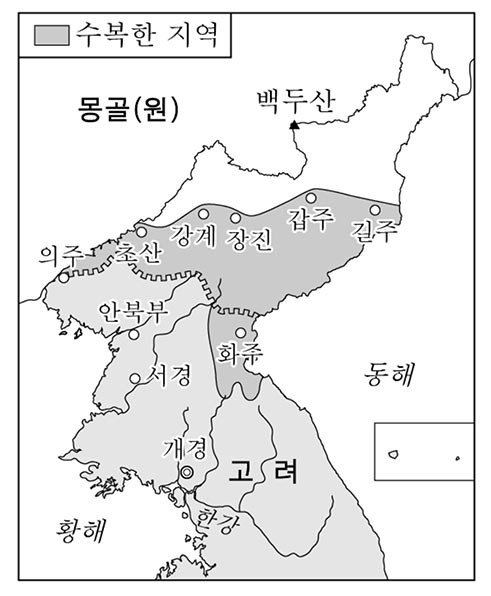 수복한 지역
몽골(원)
백두산
갑주
길주
강계
장진
초산
의주
안북부
화주
서경
동해
개경
고 려
한강
황해